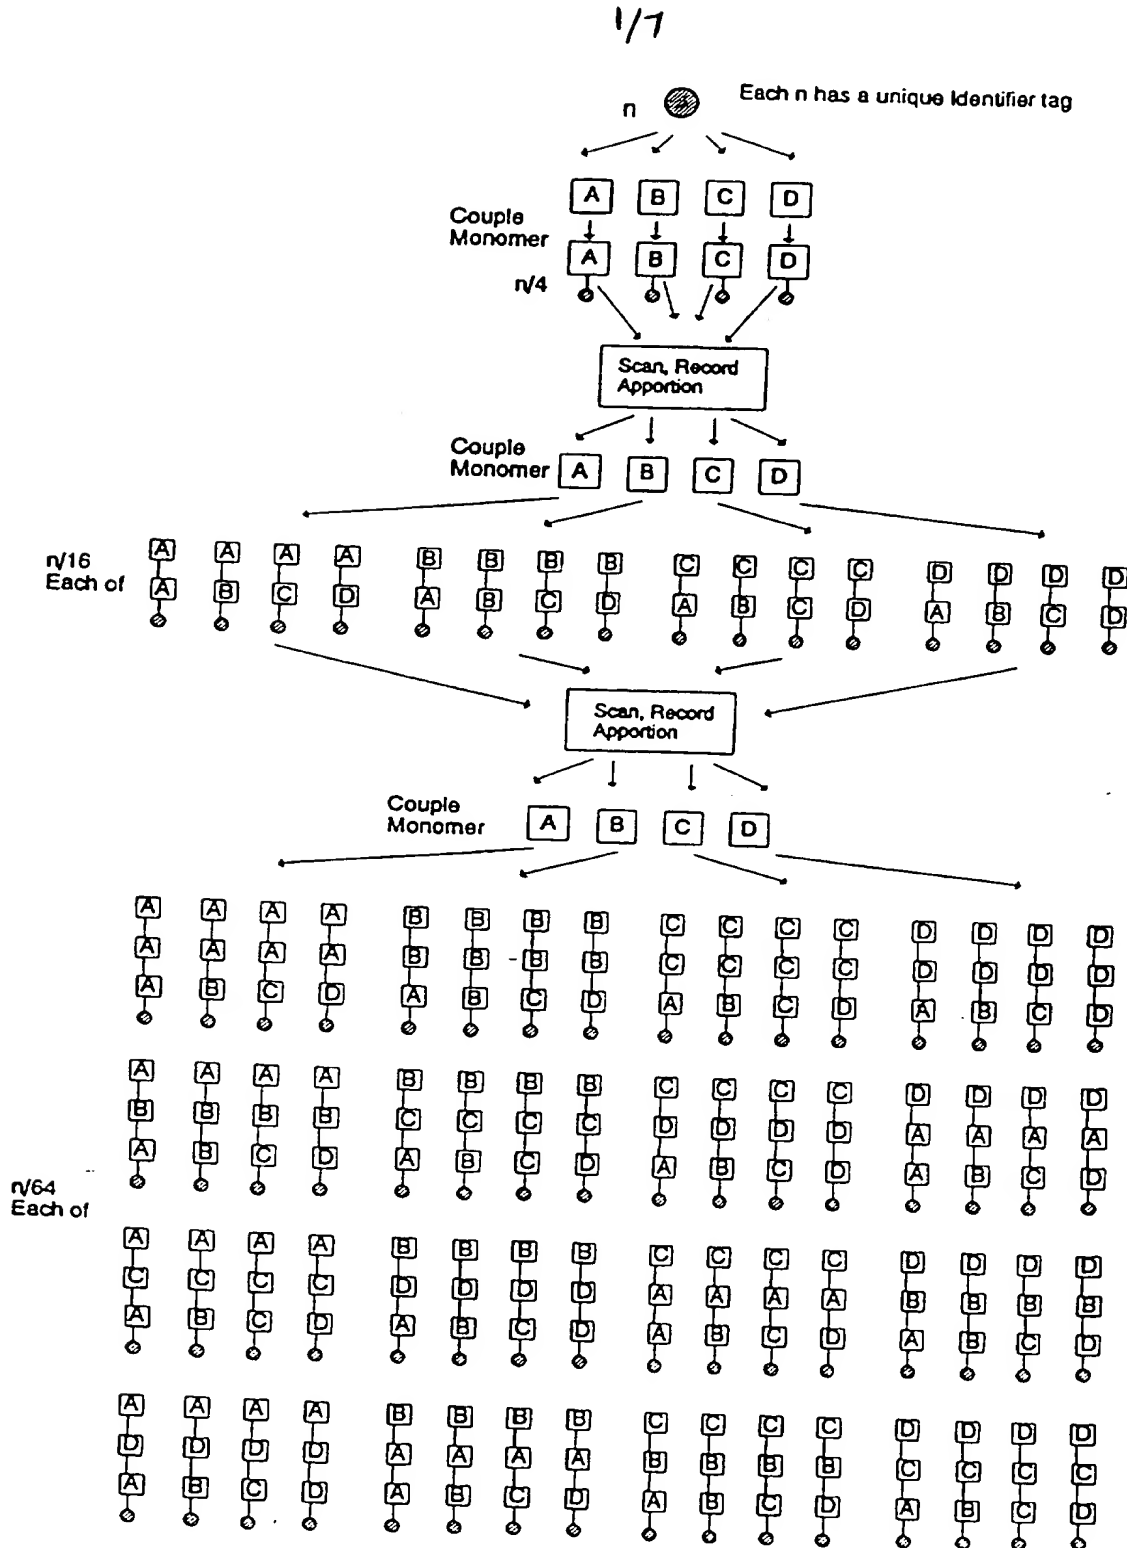 1/7
n Each n has a unique Identifier tag
A B C D
Couple
Monomer
A B C D
n/4
Scan, Record
Apportion
Couple
Monomer
A B C D
n/16
Each of
A A A A B B B B C C C C D D D D
A B C D A B C D A B C D A B C D
Scan, Record
Apportion
Couple
Monomer
A B C D
A A A A B B B B C C C C D D D D
A A A A B B B B C C C C D D D D
A B C D A B C D A B C D A B C D
A A A A B B B B C C C C D D D D
B B B B C C C C D D D D A A A A
A B C D A B C D A B C D A B C D
n/64
Each of
A A A A B B B B C C C C D D D D
C C C C D D D D A A A A B B B B
A B C D A B C D A B C D A B C D
A A A A B B B B C C C C D D D D
D D D D A A A A B B B B C C C C
A B C D A B C D A B C D A B C D